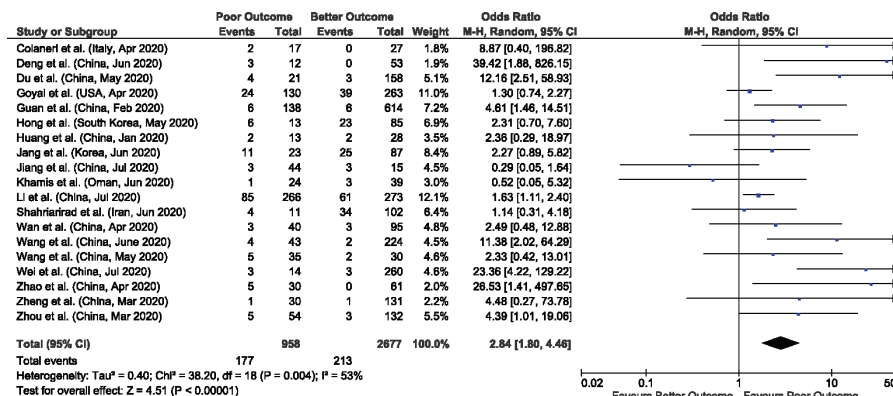 Poor Outcome Better Outcome Odds Ratio Odds Ratio
Study or Subgroup Events Total Events Total Weight M-H, Random, 95% CI M-H, Random, 95% CI
Colaneri et al. (Italy, Apr 2020) 2 17 0 27 1.8% 8.87 [0.40, 196.82]
Deng et al. (China, Jun 2020) 3 12 0 53 1.9% 39.42 [1.88, 826.15]
Du et al. (China, May 2020) 4 21 3 158 5.2% 12.16 [2.51, 58.93]
Goyal et al. (USA, Apr 2020) 24 130 39 263 11.1% 1.30 [0.74, 2.27]
Guan et al. (China, Feb 2020) 6 138 6 614 7.2% 4.61 [1.46, 14.51]
Hong et al. (South Korea, May 2020) 6 13 23 85 7.0% 2.31 [0.70, 7.60]
Huang et al. (China, Jan 2020) 2 13 2 28 3.4% 2.36 [0.29, 18.97]
Jang et al. (Korea, Jun 2020) 11 23 25 87 8.4% 2.27 [0.89, 5.82]
Jiang et al. (China, Jul 2020) 3 44 3 15 4.6% 0.29 [0.05, 1.64]
Khamis et al. (Oman, Jun 2020) 1 24 3 39 2.8% 0.52 [0.05, 5.32]
Li et al. (China, Jul 2020) 85 266 61 273 12.1% 1.63 [1.11, 2.40]
Shahriarirad et al. (Iran, Jun 2020) 4 11 34 102 6.4% 1.14 [0.31, 4.18]
Wan et al. (China, Apr 2020) 3 40 3 95 5.0% 2.49 [0.48, 12.88]
Wang et al. (China, June 2020) 4 43 2 224 4.6% 11.38 [2.02, 64.29]
Wang et al. (China, May 2020) 5 35 2 30 4.6% 2.33 [0.42, 13.01]
Wei et al. (China, Jul 2020) 3 14 3 260 4.6% 23.36 [4.22, 129.22]
Zhao et al. (China, Apr 2020) 5 30 0 61 2.0% 26.53 [1.41, 497.65]
Zheng et al. (China, Mar 2020) 1 30 1 131 2.2% 4.48 [0.27, 73.78]
Zhou et al. (China, Mar 2020) 5 54 3 132 5.5% 4.39 [1.01, 19.06]
Total (95% CI) 958 2677 100.0% 2.84 [1.80, 4.46]
Total events 177 213
Heterogeneity: Tau² = 0.40; Chi² = 38.20, df = 18 (P = 0.004); I² = 53%
Test for overall effect: Z = 4.51 (P < 0.00001)
0.02 0.1 1 10 50
Favours Better Outcome Favours Poor Outcome